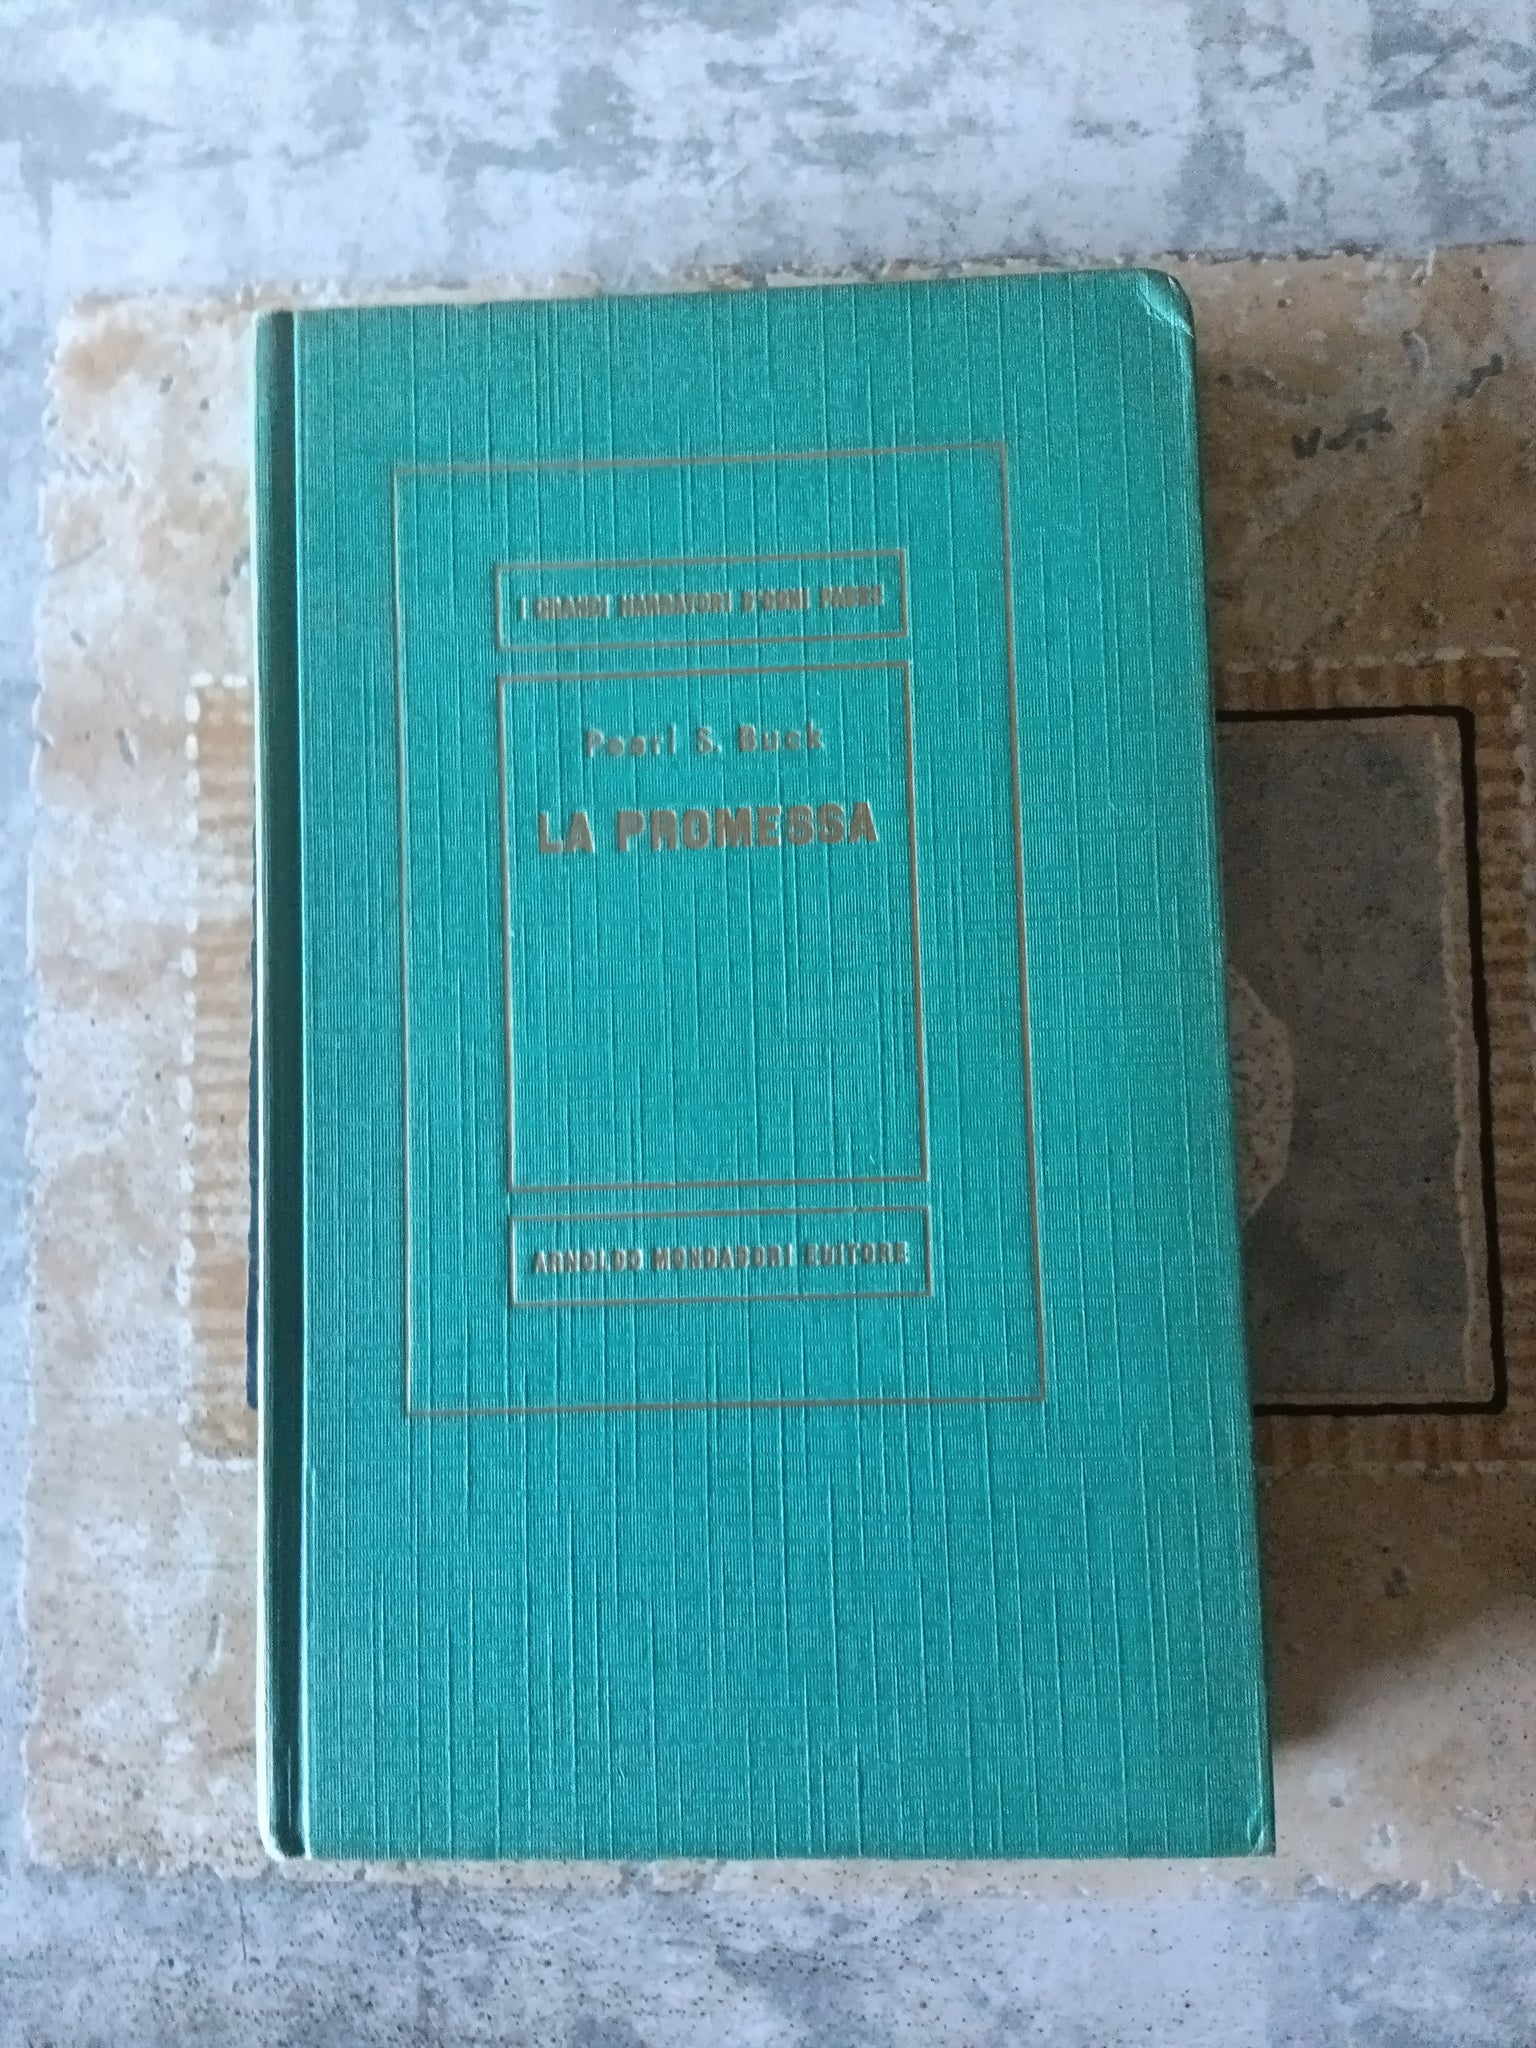 I GRANDI NARRATORI D'OGNI PAESE
Pearl S. Buck
LA PROMESSA
ARNOLDO MONDADORI EDITORE